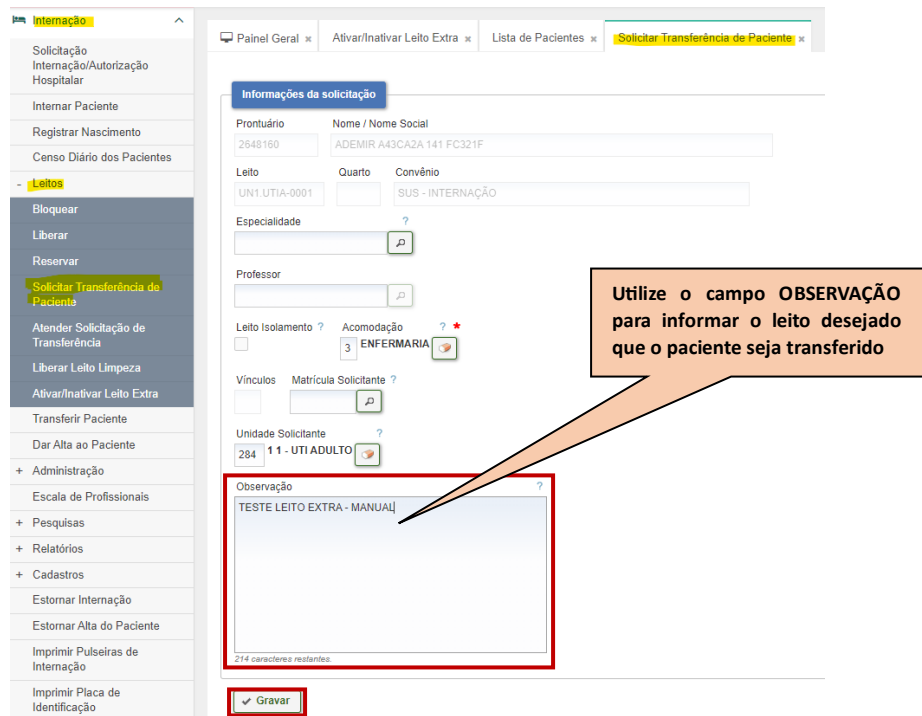 Internação
Solicitação
Internação/Autorização
Hospitalar
Internar Paciente
Registrar Nascimento
Censo Diário dos Pacientes
- Leitos
Bloquear
Liberar
Reservar
Solicitar Transferência de
Paciente
Atender Solicitação de
Transferência
Liberar Leito Limpeza
Ativar/Inativar Leito Extra
Transferir Paciente
Dar Alta ao Paciente
+ Administração
Escala de Profissionais
+ Pesquisas
+ Relatórios
+ Cadastros
Estornar Internação
Estornar Alta do Paciente
Imprimir Pulseiras de
Internação
Imprimir Placa de
Identificação
Painel Geral × Ativar/Inativar Leito Extra × Lista de Pacientes × Solicitar Transferência de Paciente ×
Informações da solicitação
Prontuário Nome / Nome Social
2648160 ADEMIR A43CA2A 141 FC321F
Leito Quarto Convênio
UN1.UTIA-0001 SUS - INTERNAÇÃO
Especialidade ?
Professor
Leito Isolamento ? Acomodação ? *
3 ENFERMARIA
Vínculos Matrícula Solicitante ?
Unidade Solicitante ?
284 1 1 - UTI ADULTO
Observação ?
TESTE LEITO EXTRA - MANUAL
214 caracteres restantes.
Gravar
Utilize o campo OBSERVAÇÃO
para informar o leito desejado
que o paciente seja transferido